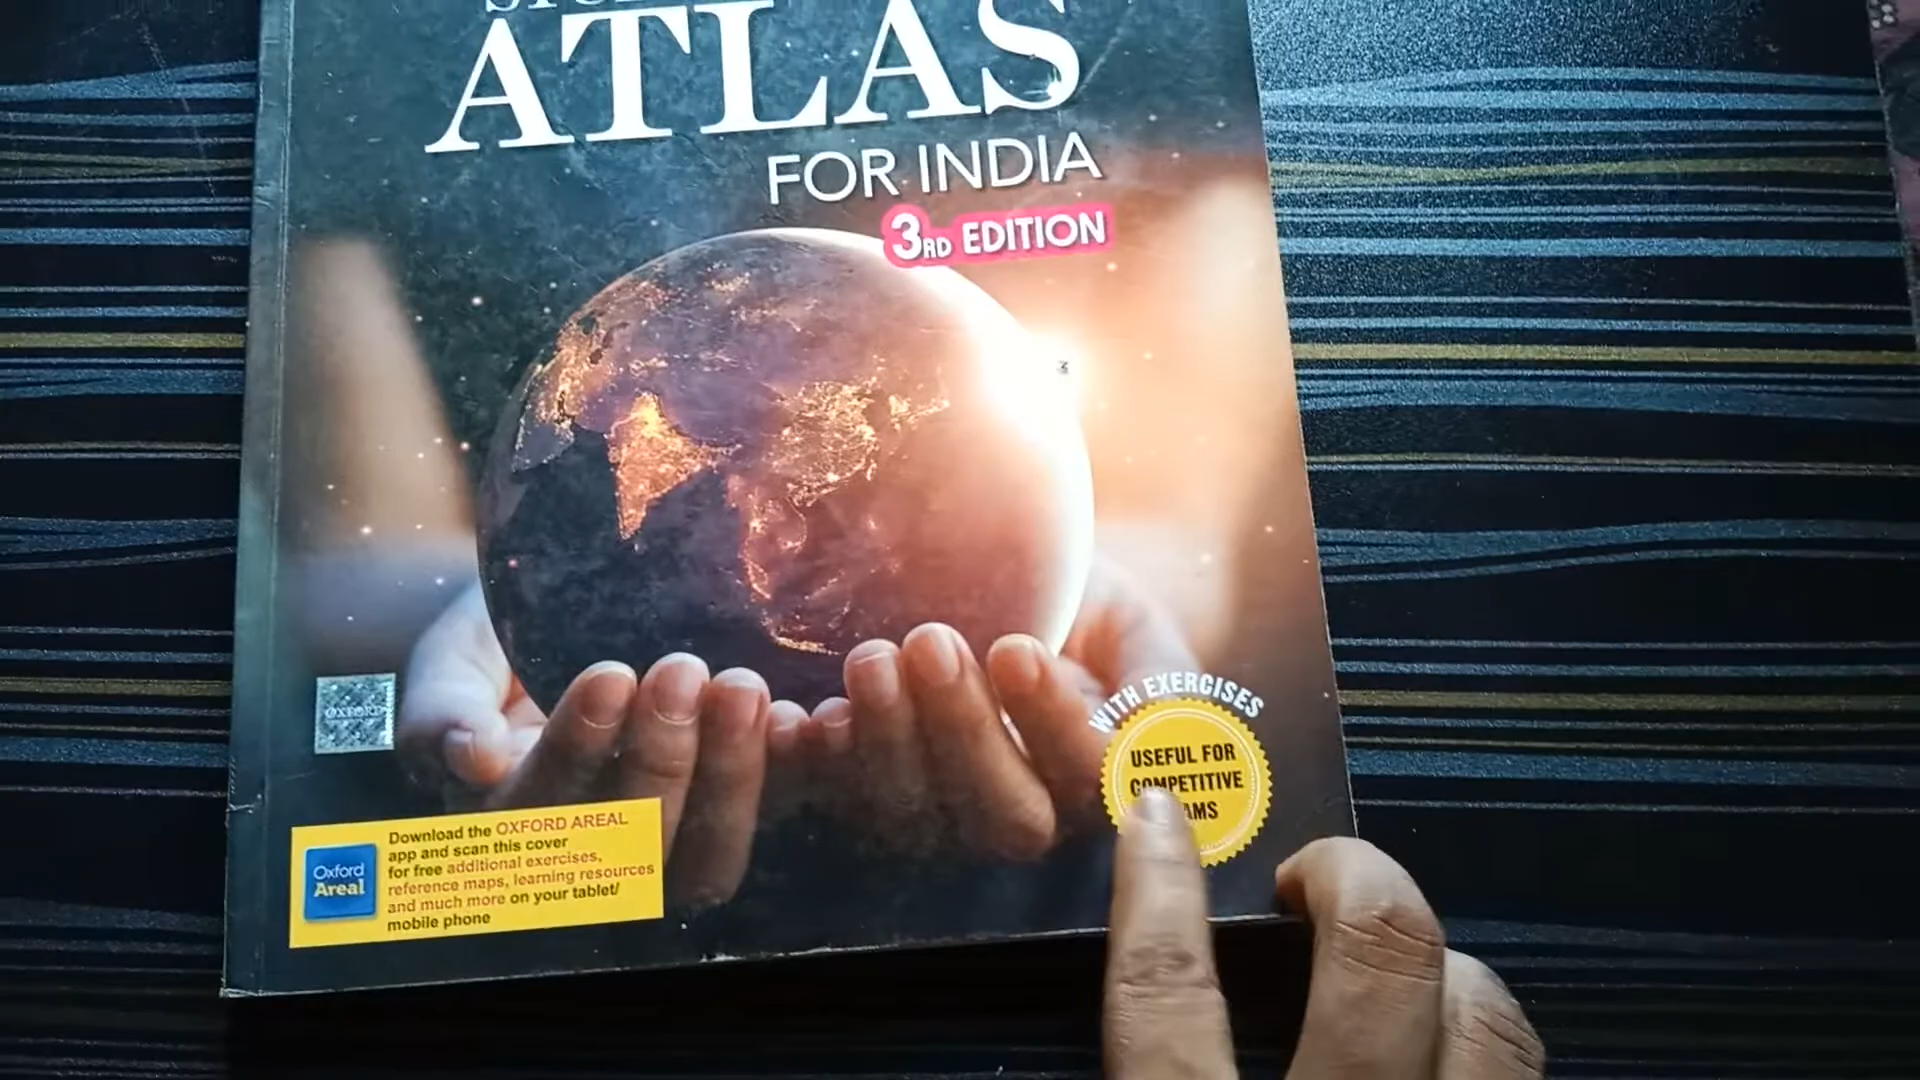 ATLAS
FOR INDIA
3RD EDITION
OXFORD
WITH EXERCISES
USEFUL FOR
COMPETITIVE
Oxford
Areal
Download the OXFORD AREAL
app and scan this cover
for free additional exercises,
reference maps, learning resources
and much more on your tablet/
mobile phone